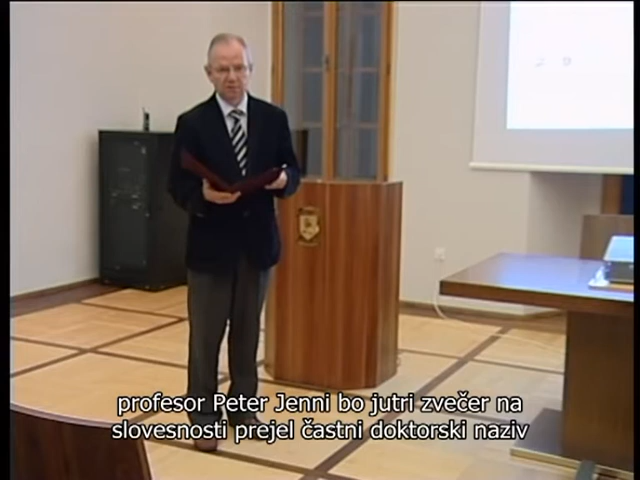 profesor Peter Jenni bo jutri zvečer na
slovesnosti prejel častni doktorski naziv